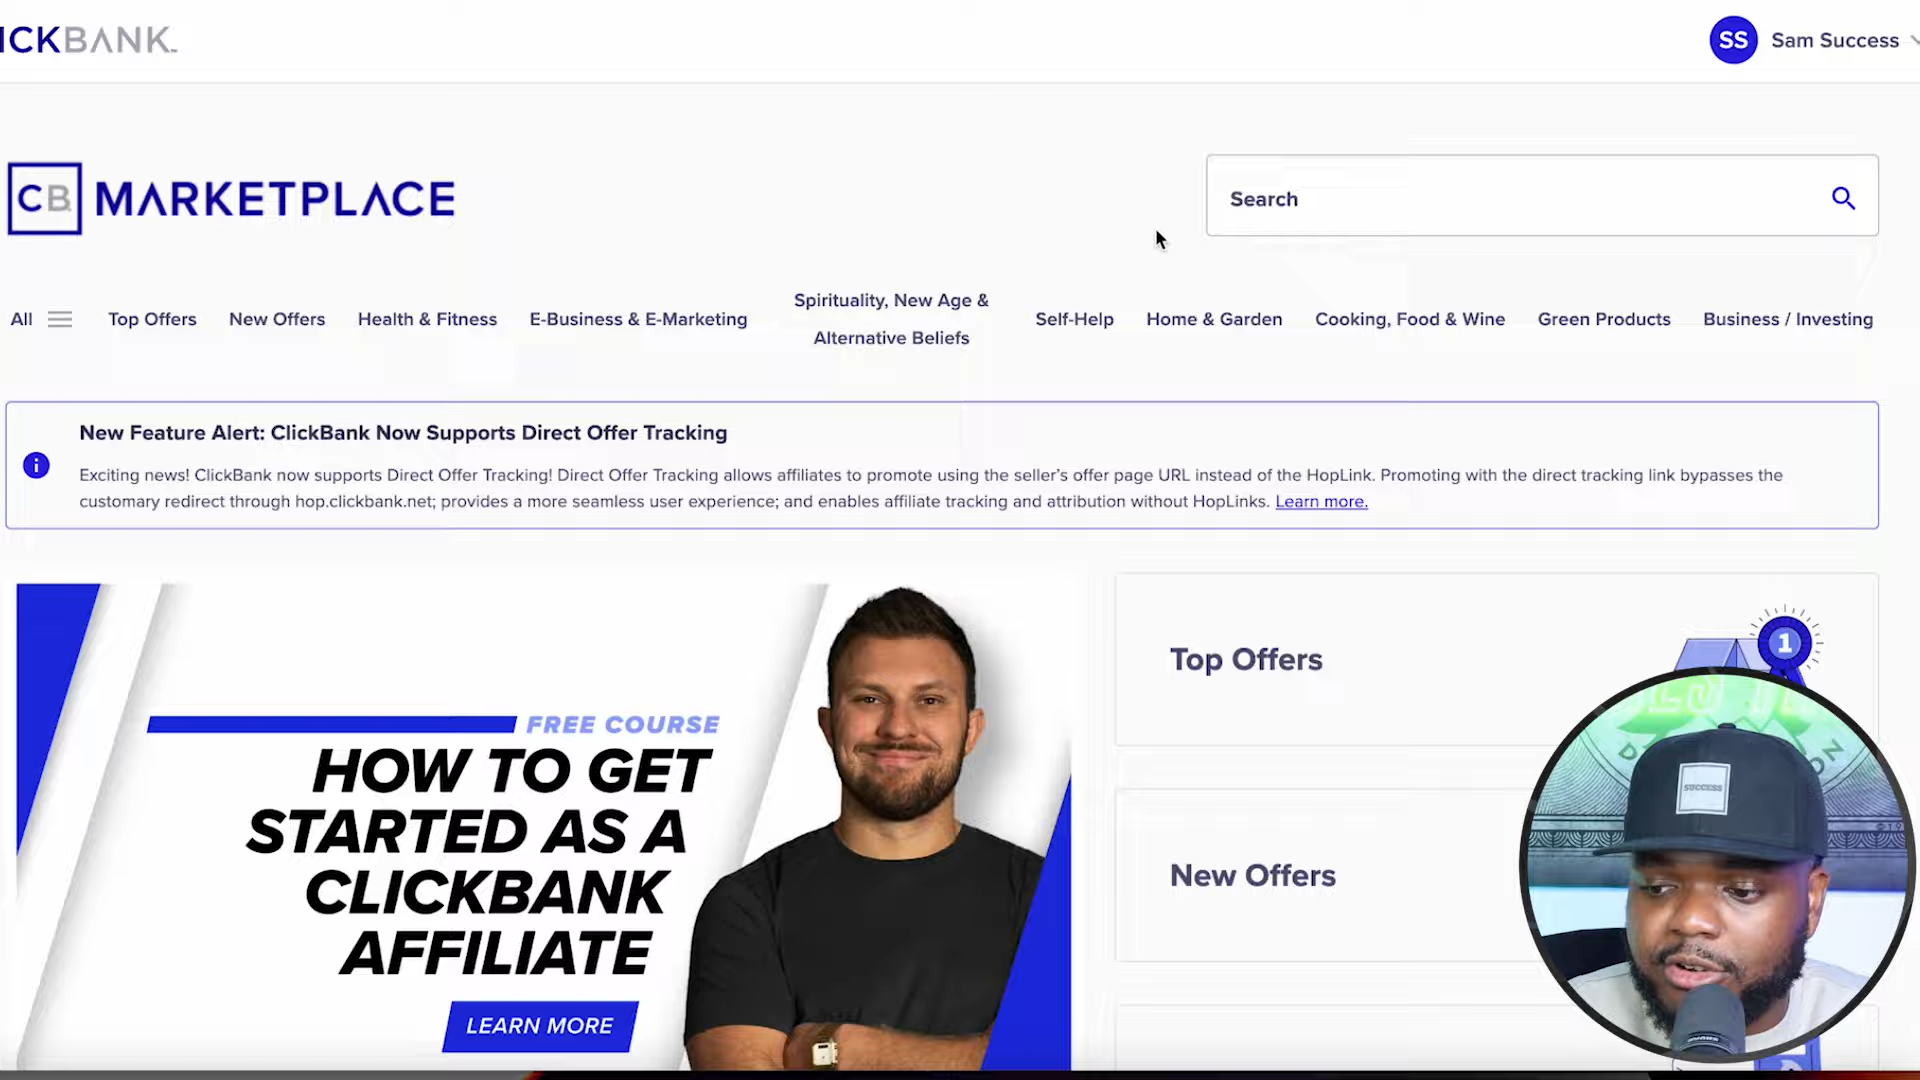 ICKBANK
SS Sam Success
CB MARKETPLACE
Search
All Top Offers New Offers Health & Fitness E-Business & E-Marketing Spirituality, New Age & Alternative Beliefs Self-Help Home & Garden Cooking, Food & Wine Green Products Business / Investing
New Feature Alert: ClickBank Now Supports Direct Offer Tracking
Exciting news! ClickBank now supports Direct Offer Tracking! Direct Offer Tracking allows affiliates to promote using the seller’s offer page URL instead of the HopLink. Promoting with the direct tracking link bypasses the
customary redirect through hop.clickbank.net; provides a more seamless user experience; and enables affiliate tracking and attribution without HopLinks. Learn more.
FREE COURSE
HOW TO GET
STARTED AS A
CLICKBANK
AFFILIATE
LEARN MORE
Top Offers
1
New Offers
SUCCESS